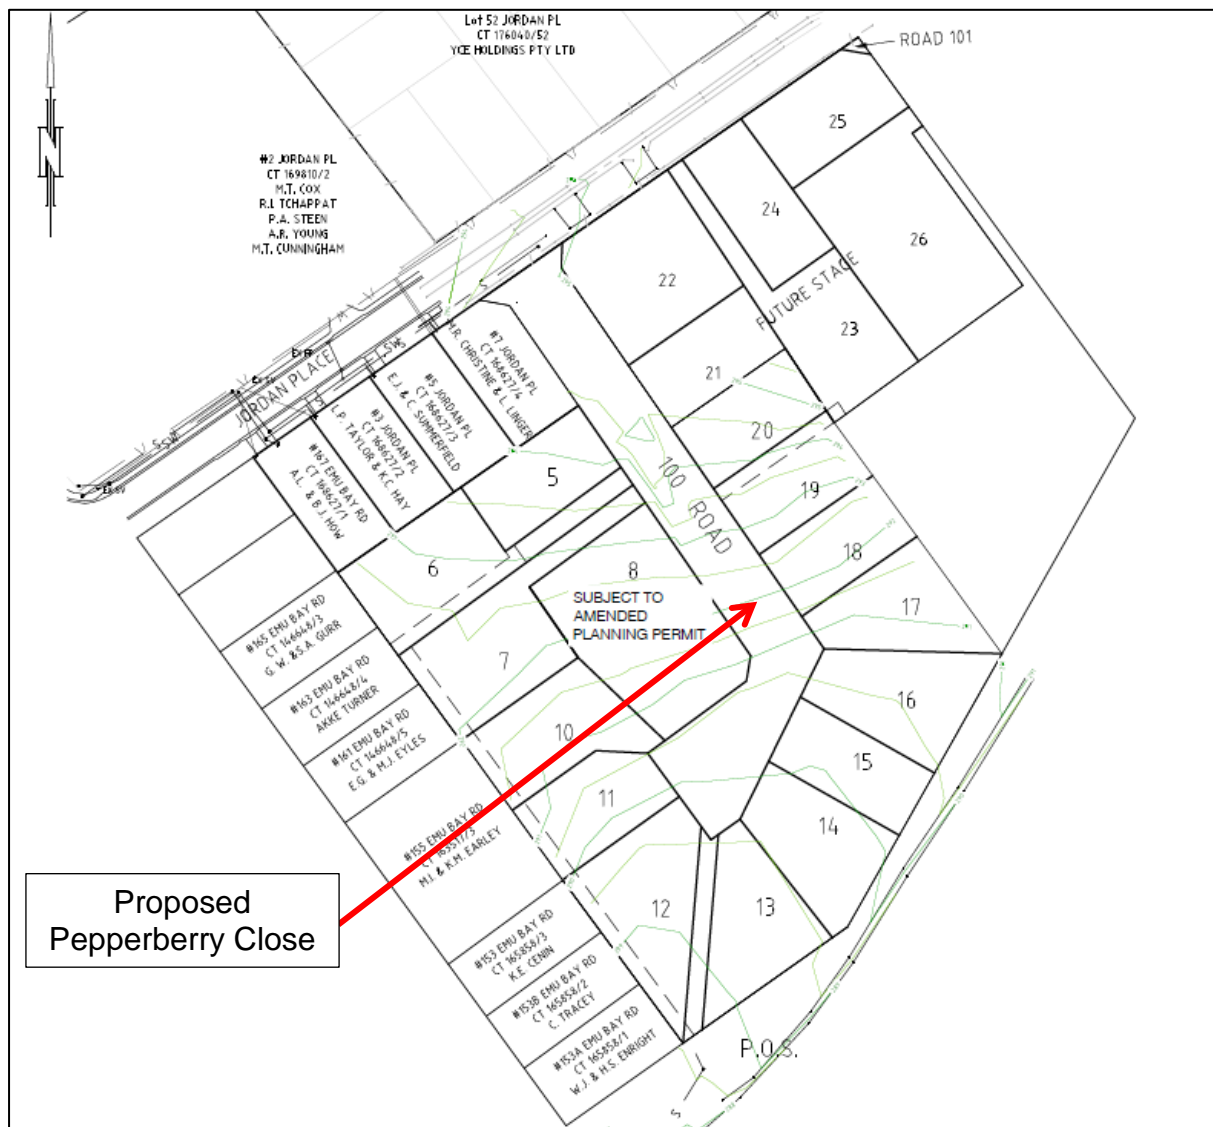 Lot 52 JORDAN PL
CT 176040/52
YCE HOLDINGS PTY LTD
ROAD 101
N
#2 JORDAN PL
CT 169810/2
M.T. COX
R.I. TCHAPPAT
P.A. STEEN
A.R. YOUNG
M.T. CUNNINGHAM
25
24
26
22
FUTURE STAGE
23
21
20
19
18
17
16
15
14
13
12
11
10
8
7
6
5
100 ROAD
SUBJECT TO
AMENDED
PLANNING PERMIT
JORDAN PLACE
#7 JORDAN PL
CT 168627/4
M.R. CHRISTINE & L. LINGER
#5 JORDAN PL
CT 168627/3
E.J. & C. SUMMERFIELD
#3 JORDAN PL
CT 168627/2
L.P. TAYLOR & K.C. HAY
#167 EMU BAY RD
CT 168627/1
A.L. & B.J. HOW
#165 EMU BAY RD
CT 146648/3
G. W. & S.A. GURR
#163 EMU BAY RD
CT 146648/4
AKKE TURNER
#161 EMU BAY RD
CT 146648/5
E.G. & M.J. EYLES
#155 EMU BAY RD
M.I. & K.M. EARLEY
#153 EMU BAY RD
CT 165858/3
K.E. CENIN
#153B EMU BAY RD
CT 165858/2
C. TRACEY
#153A EMU BAY RD
CT 165858/1
W.J. & H.S. ENRIGHT
Proposed
Pepperberry Close
P.O.S.
S